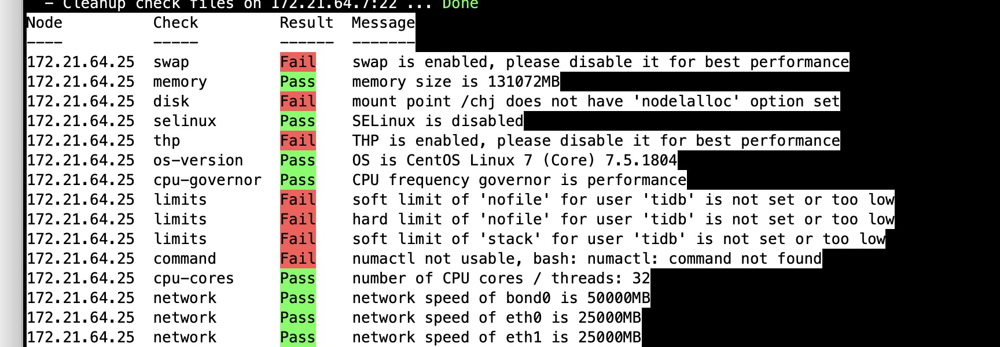 - Cleanup check files on 172.21.64.7:22 ... Done
Node Check Result Message
---- ----- ------ -------
172.21.64.25 swap Fail swap is enabled, please disable it for best performance
172.21.64.25 memory Pass memory size is 131072MB
172.21.64.25 disk Fail mount point /chj does not have 'nodelalloc' option set
172.21.64.25 selinux Pass SELinux is disabled
172.21.64.25 thp Fail THP is enabled, please disable it for best performance
172.21.64.25 os-version Pass OS is CentOS Linux 7 (Core) 7.5.1804
172.21.64.25 cpu-governor Pass CPU frequency governor is performance
172.21.64.25 limits Fail soft limit of 'nofile' for user 'tidb' is not set or too low
172.21.64.25 limits Fail hard limit of 'nofile' for user 'tidb' is not set or too low
172.21.64.25 limits Fail soft limit of 'stack' for user 'tidb' is not set or too low
172.21.64.25 command Fail numactl not usable, bash: numactl: command not found
172.21.64.25 cpu-cores Pass number of CPU cores / threads: 32
172.21.64.25 network Pass network speed of bond0 is 50000MB
172.21.64.25 network Pass network speed of eth0 is 25000MB
172.21.64.25 network Pass network speed of eth1 is 25000MB